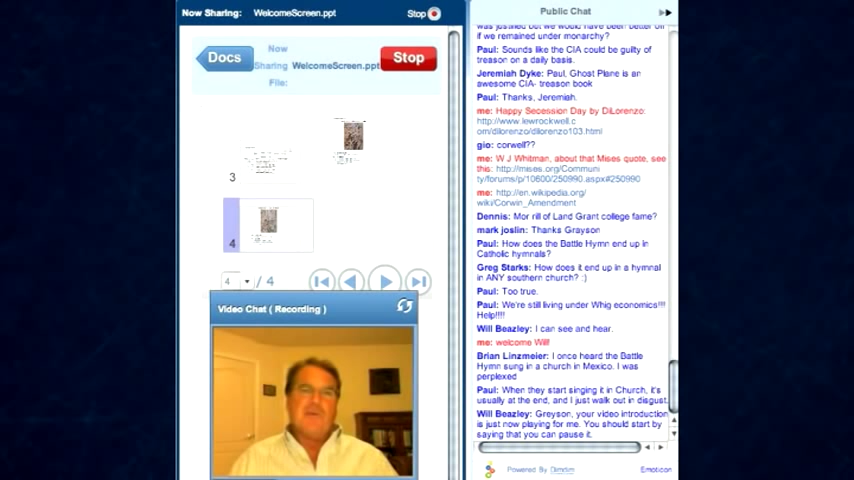 Now Sharing: WelcomeScreen.ppt Stop
Docs
Now
Sharing WelcomeScreen.ppt
File:
Stop
3
4
4 / 4
Video Chat ( Recording )
Public Chat
was justified but we would have been better off
if we remained under monarchy?
Paul: Sounds like the CIA could be guilty of
treason on a daily basis.
Jeremiah Dyke: Paul, Ghost Plane is an
awesome CIA- treason book
Paul: Thanks, Jeremiah.
me: Happy Secession Day by DiLorenzo:
http://www.lewrockwell.c
om/dilorenzo/dilorenzo103.html
gio: corwell??
me: W J Whitman, about that Mises quote, see
this: http://mises.org/Communi
ty/forums/p/10600/250990.aspx#250990
me: http://en.wikipedia.org/
wiki/Corwin_Amendment
Dennis: Mor rill of Land Grant college fame?
mark joslin: Thanks Grayson
Paul: How does the Battle Hymn end up in
Catholic hymnals?
Greg Starks: How does it end up in a hymnal
in ANY southern church? :)
Paul: Too true.
Paul: We're still living under Whig economics!!!
Help!!!!
Will Beazley: I can see and hear.
me: welcome Will!
Brian Linzmeier: I once heard the Battle
Hymn sung in a church in Mexico. I was
perplexed
Paul: When they start singing it in Church, it's
usually at the end, and I just walk out in disgust.
Will Beazley: Greyson, your video introduction
is just now playing for me. You should start by
saying that you can pause it.
Powered By Dimdim
Emoticon